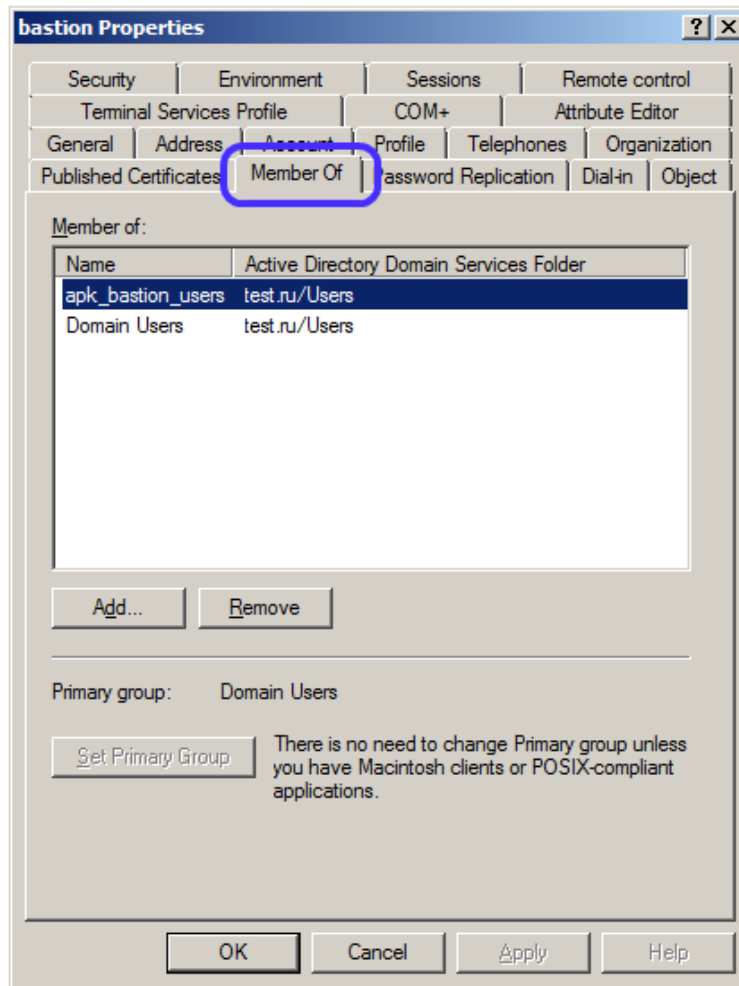 bastion Properties
Security Environment Sessions Remote control
Terminal Services Profile COM+ Attribute Editor
General Address Account Profile Telephones Organization
Published Certificates Member Of Password Replication Dial-in Object
Member of:
Name Active Directory Domain Services Folder
apk_bastion_users test.ru/Users
Domain Users test.ru/Users
Add... Remove
Primary group: Domain Users
Set Primary Group
There is no need to change Primary group unless
you have Macintosh clients or POSIX-compliant
applications.
OK Cancel Apply Help